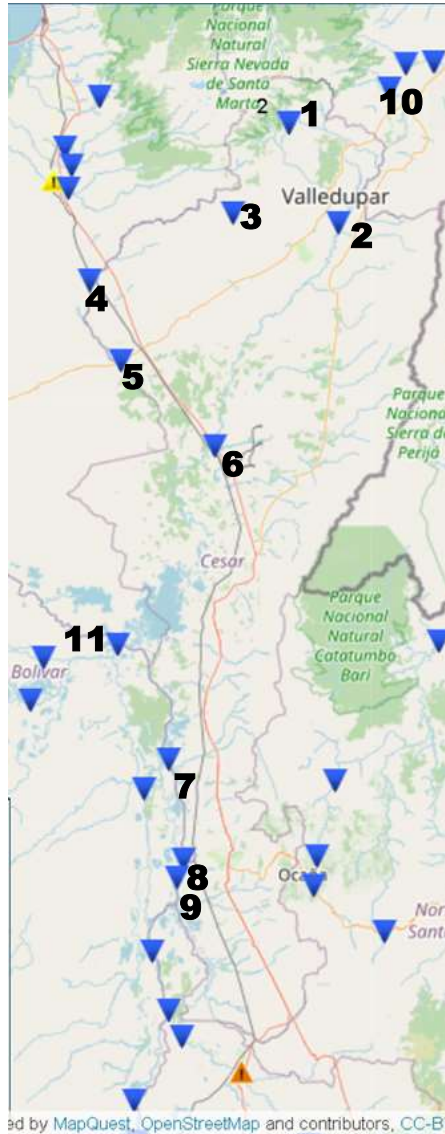 Parque
Nacional
Natural
Sierra Nevada
de Santa
Marta
2
1
10
Valledupar
3
2
4
5
6
Parque
Naciona
Sierra de
Perijá
Cesar
Parque
Nacional
Natural
Catatumbo
Barí
11
Bolívar
7
8
Ocaña
9
Nor
Santa
ed by MapQuest, OpenStreetMap and contributors, CC-B